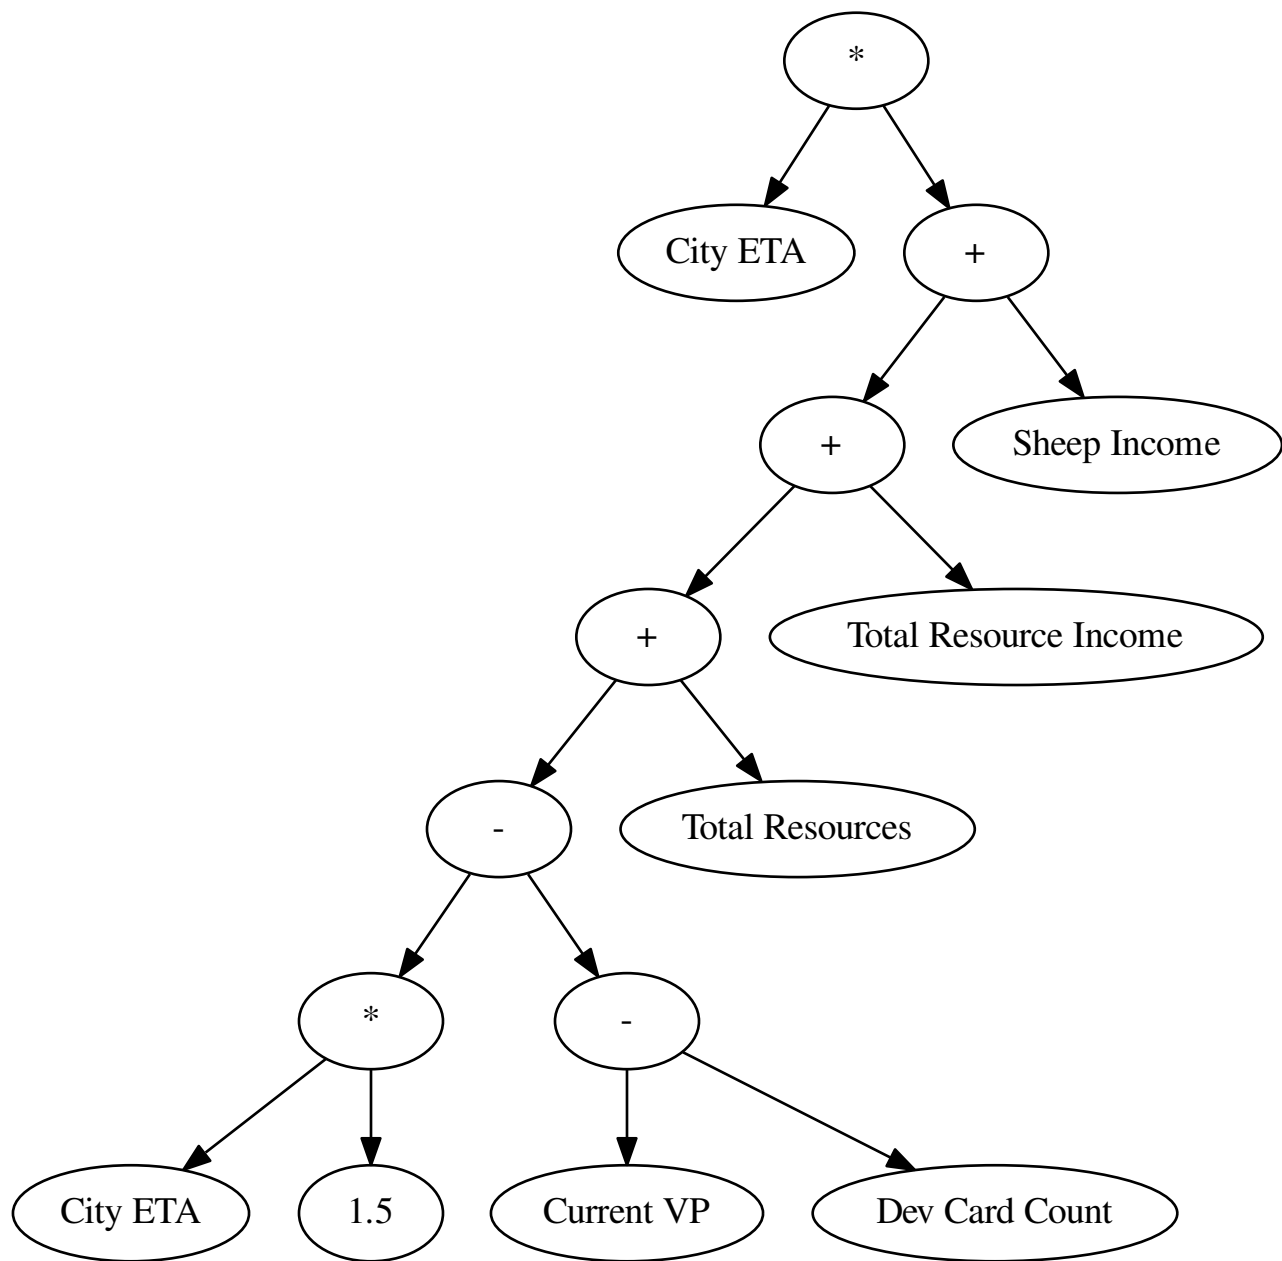 *
City ETA
+
+
Sheep Income
+
Total Resource Income
-
Total Resources
*
-
City ETA
1.5
Current VP
Dev Card Count